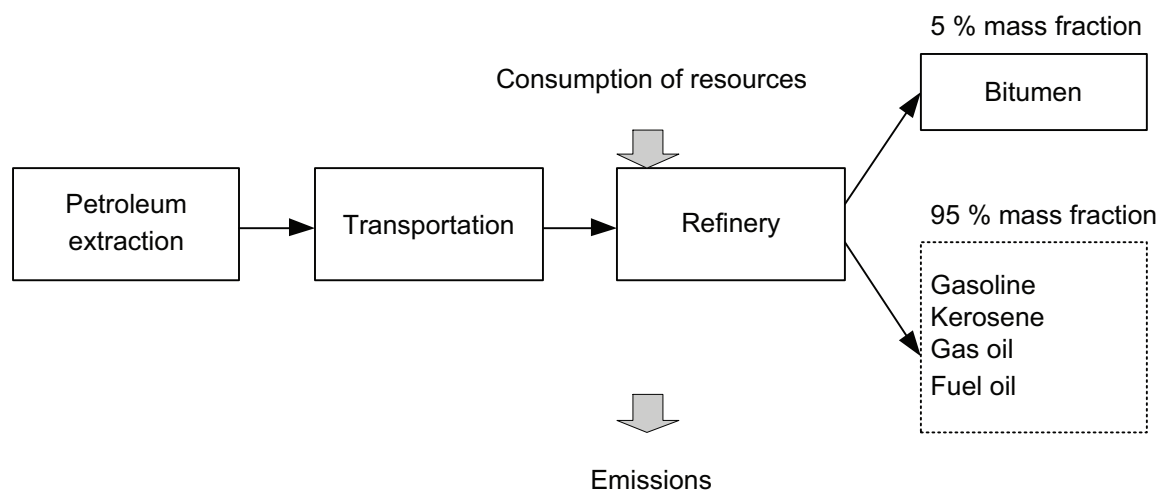 5 % mass fraction
Consumption of resources
Bitumen
Petroleum
extraction
Transportation
Refinery
95 % mass fraction
Gasoline
Kerosene
Gas oil
Fuel oil
Emissions